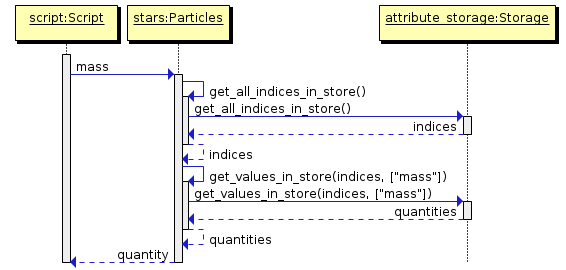 script:Script
stars:Particles
attribute_storage:Storage
mass
get_all_indices_in_store()
get_all_indices_in_store()
indices
indices
get_values_in_store(indices, ["mass"])
get_values_in_store(indices, ["mass"])
quantities
quantities
quantity